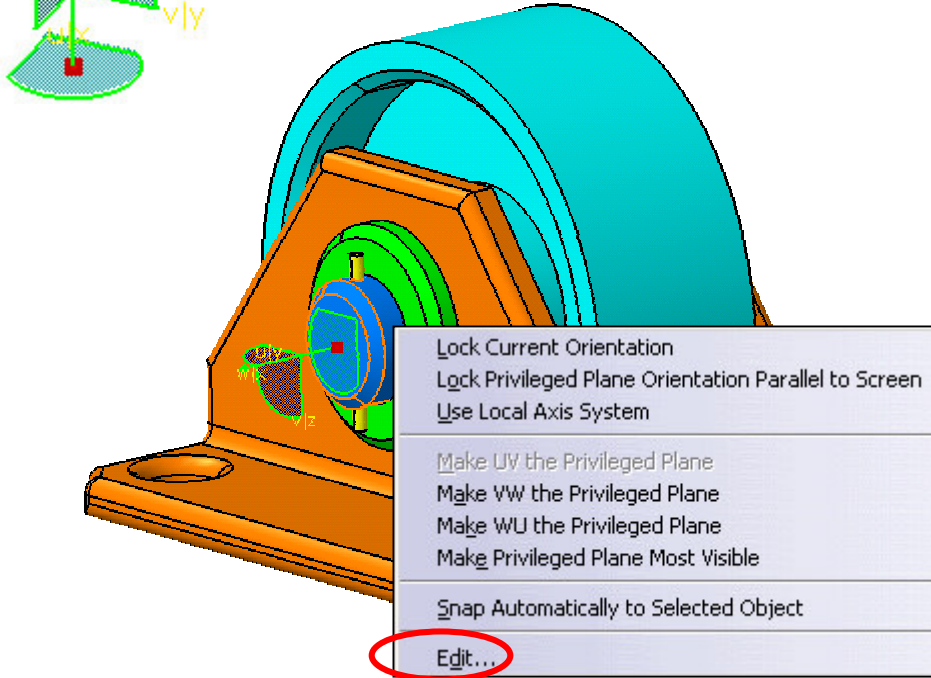 v|y
u|x
Lock Current Orientation
Lock Privileged Plane Orientation Parallel to Screen
Use Local Axis System
w|x
v|z
Make UV the Privileged Plane
Make VW the Privileged Plane
Make WU the Privileged Plane
Make Privileged Plane Most Visible
Snap Automatically to Selected Object
Edit...